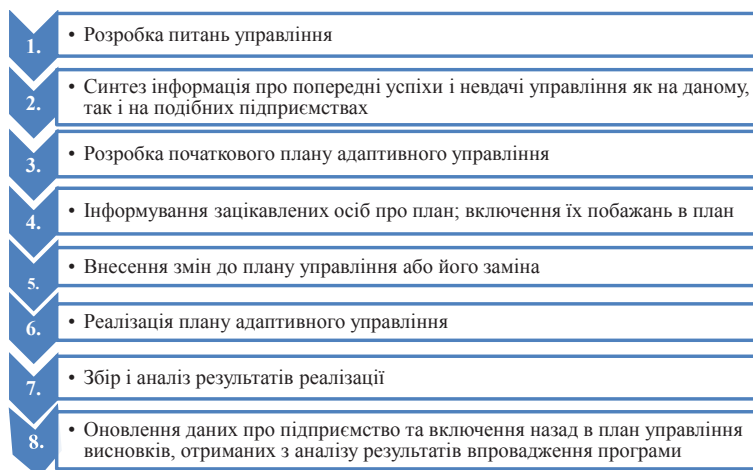 1.
• Розробка питань управління
2.
• Синтез інформація про попередні успіхи і невдачі управління як на даному,
так і на подібних підприємствах
3.
• Розробка початкового плану адаптивного управління
4.
• Інформування зацікавлених осіб про план; включення їх побажань в план
5.
• Внесення змін до плану управління або його заміна
6.
• Реалізація плану адаптивного управління
7.
• Збір і аналіз результатів реалізації
8.
• Оновлення даних про підприємство та включення назад в план управління
висновків, отриманих з аналізу результатів впровадження програми